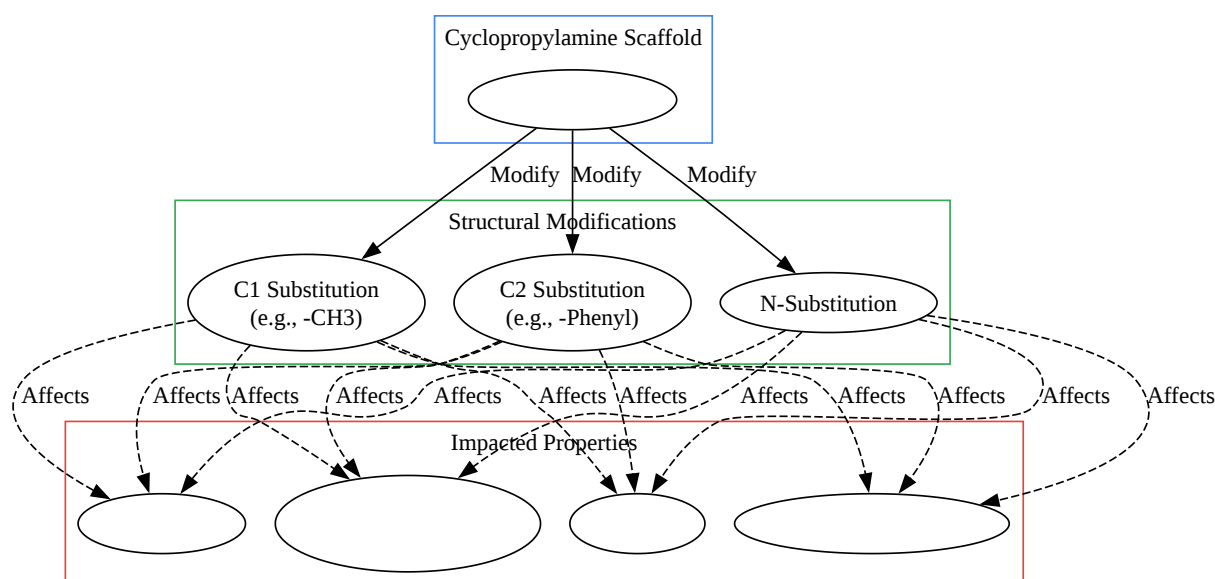 Cyclopropylamine Scaffold
Modify
Modify
Modify
Structural Modifications
C1 Substitution
(e.g., -CH3)
C2 Substitution
(e.g., -Phenyl)
N-Substitution
Affects
Affects
Affects
Affects
Affects
Affects
Affects
Affects
Affects
Affects
Affects
Affects
Impacted Properties